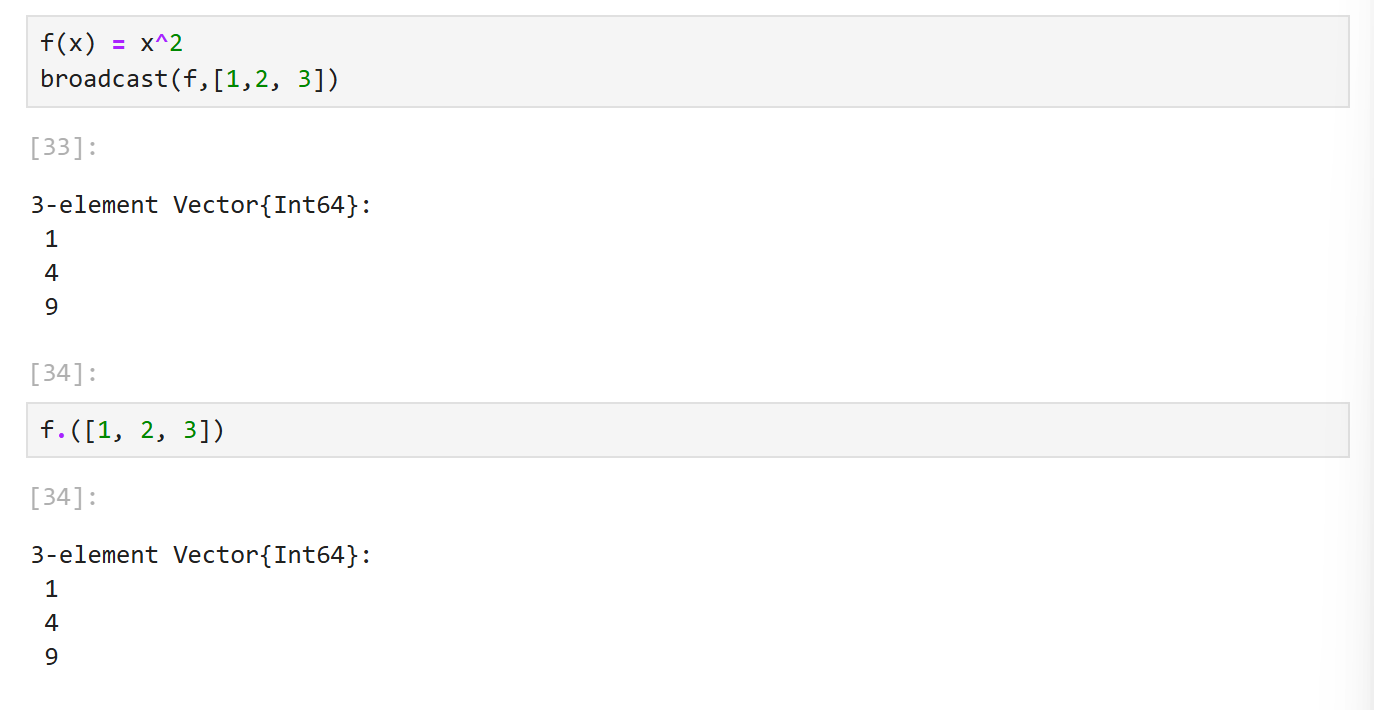 f(x) = x^2
broadcast(f,[1,2, 3])
[33]:
3-element Vector{Int64}:
 1
 4
 9
[34]:
f.([1, 2, 3])
[34]:
3-element Vector{Int64}:
 1
 4
 9